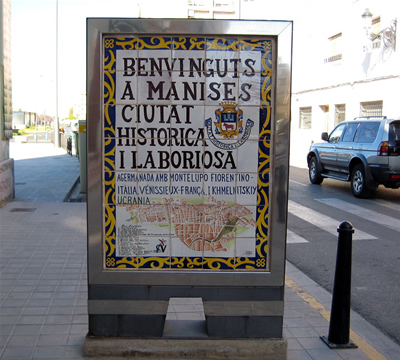 BENVINGUTS
A MANISES
CIUTAT
HISTORICA
I LABORIOSA
AGERMANADA AMB MONTELUPO FIORENTINO-
ITALIA, VÉNISSIEUX-FRANÇA, I KHMELNITSKIY
UCRANIA